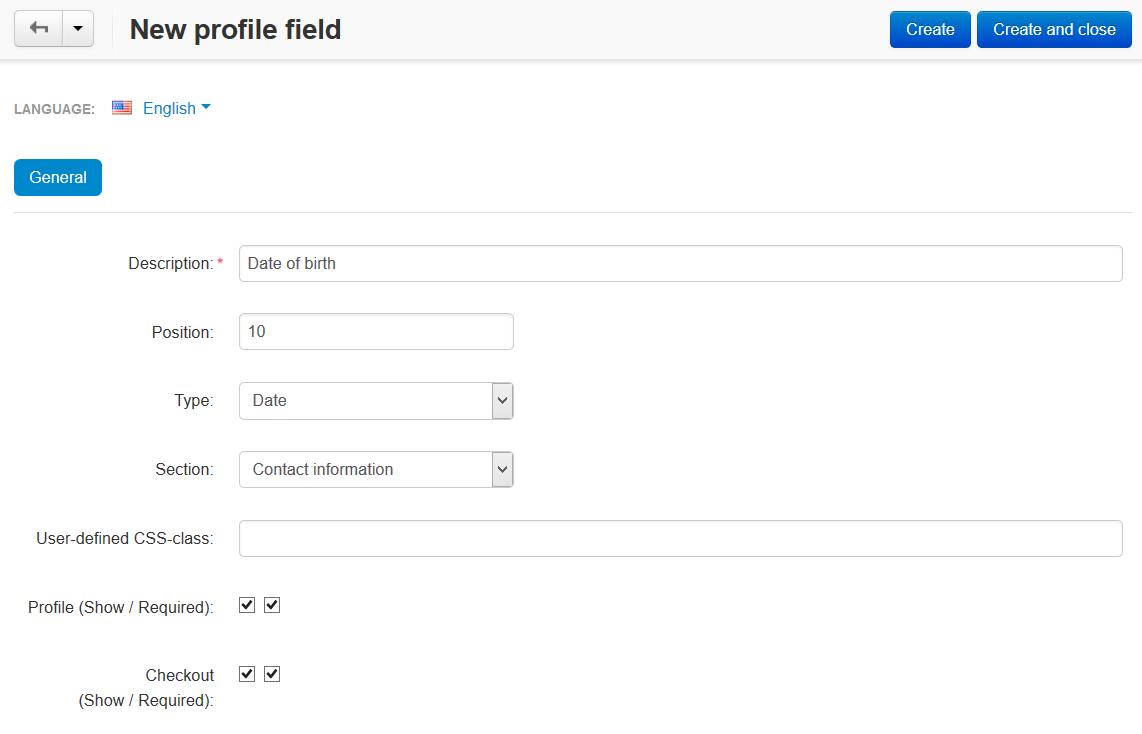 New profile field
Create
Create and close
LANGUAGE:
English
General
Description: *
Date of birth
Position:
10
Type:
Date
Section:
Contact information
User-defined CSS-class:
Profile (Show / Required):
Checkout
(Show / Required):